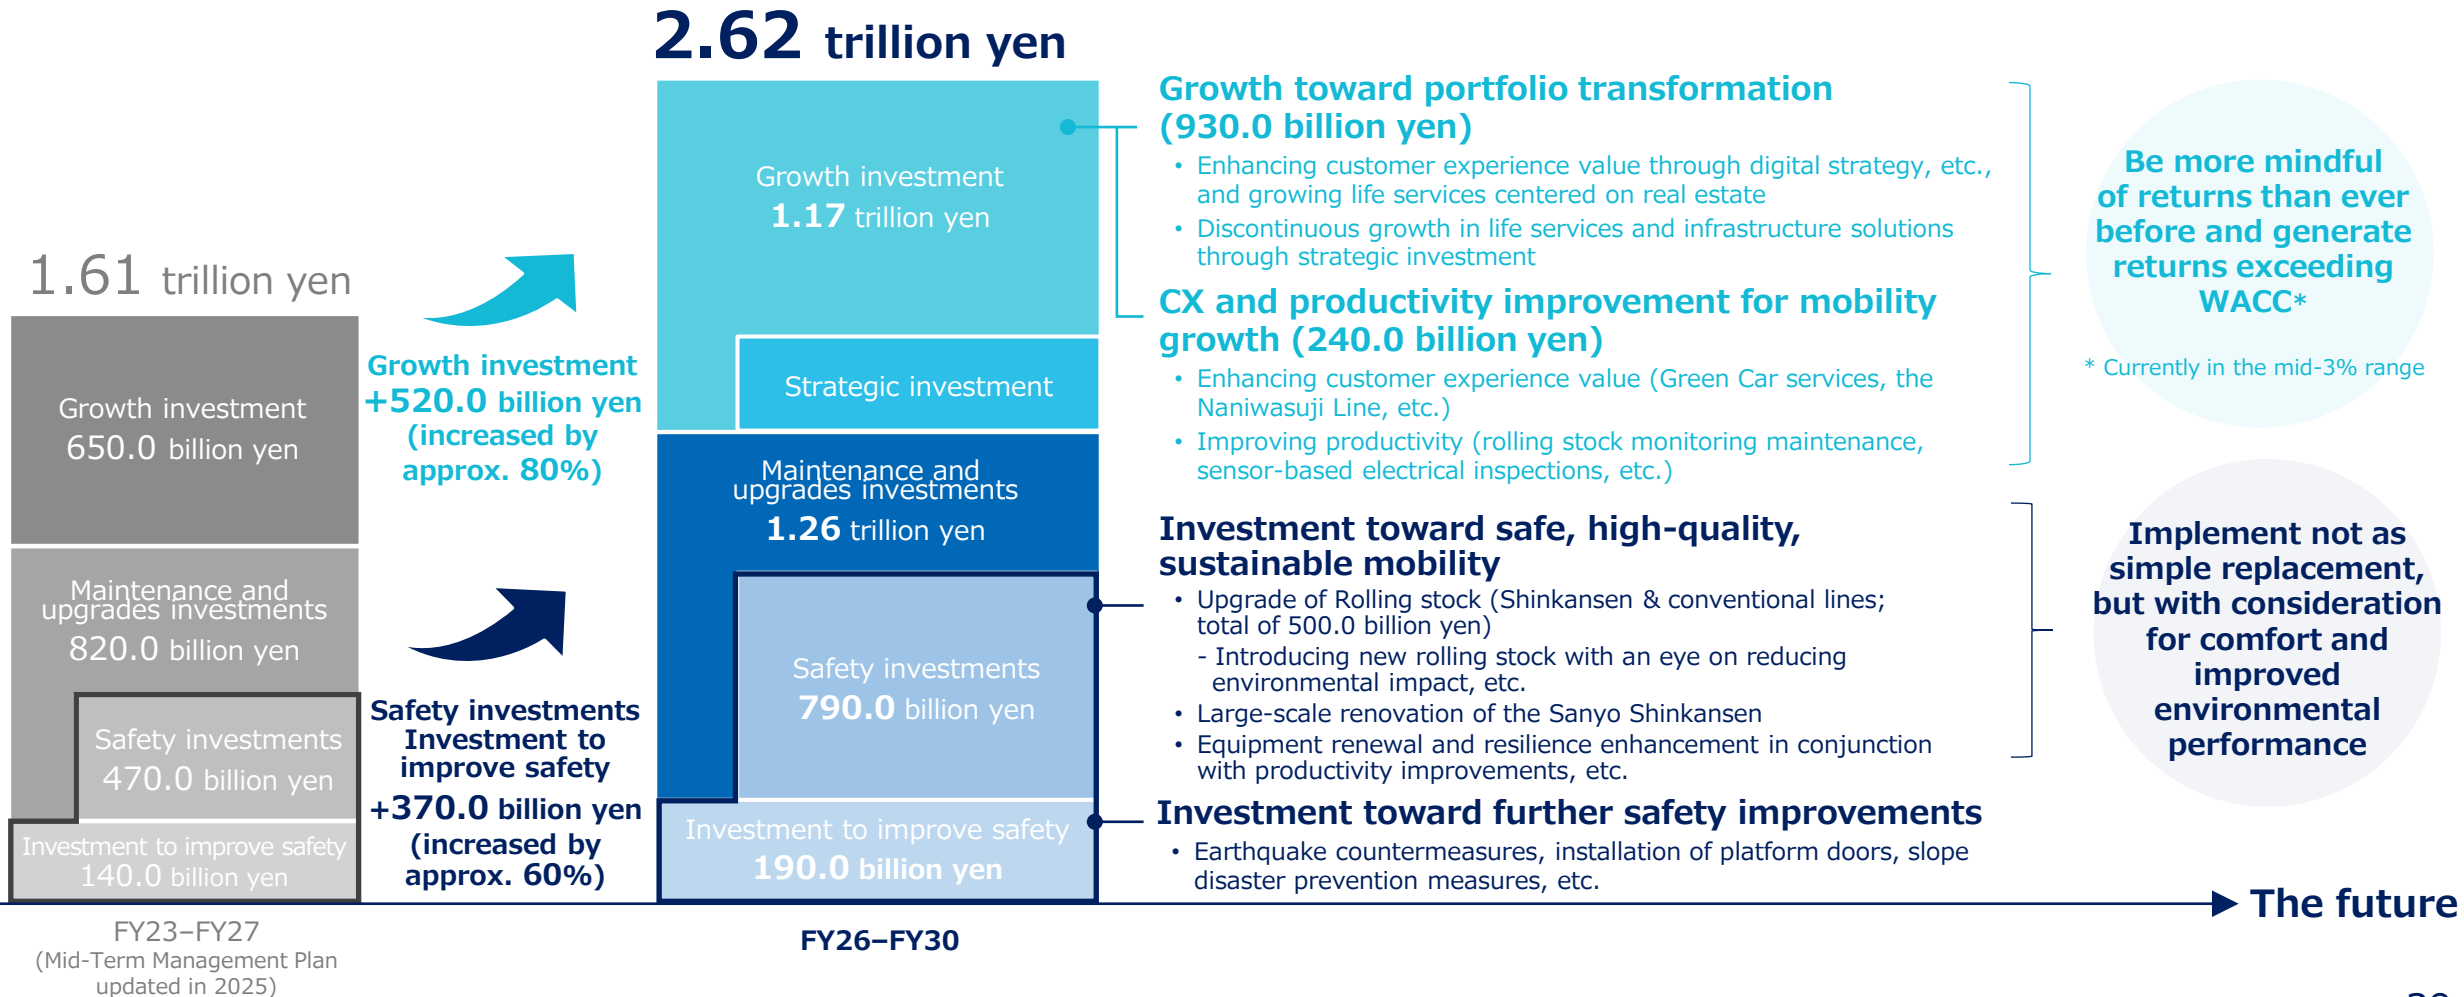 2.62 trillion yen
1.61 trillion yen
Growth investment
650.0 billion yen
Maintenance and
upgrades investments
820.0 billion yen
Safety investments
470.0 billion yen
Investment to improve safety
140.0 billion yen
FY23–FY27
(Mid-Term Management Plan
updated in 2025)
Growth investment
+520.0 billion yen
(increased by
approx. 80%)
Safety investments
Investment to
improve safety
+370.0 billion yen
(increased by
approx. 60%)
Growth investment
1.17 trillion yen
Strategic investment
Maintenance and
upgrades investments
1.26 trillion yen
Safety investments
790.0 billion yen
Investment to improve safety
190.0 billion yen
FY26–FY30
Growth toward portfolio transformation
(930.0 billion yen)
• Enhancing customer experience value through digital strategy, etc.,
and growing life services centered on real estate
• Discontinuous growth in life services and infrastructure solutions
through strategic investment
CX and productivity improvement for mobility
growth (240.0 billion yen)
• Enhancing customer experience value (Green Car services, the
Naniwasuji Line, etc.)
• Improving productivity (rolling stock monitoring maintenance,
sensor-based electrical inspections, etc.)
Investment toward safe, high-quality,
sustainable mobility
• Upgrade of Rolling stock (Shinkansen & conventional lines;
total of 500.0 billion yen)
- Introducing new rolling stock with an eye on reducing
environmental impact, etc.
• Large-scale renovation of the Sanyo Shinkansen
• Equipment renewal and resilience enhancement in conjunction
with productivity improvements, etc.
Investment toward further safety improvements
• Earthquake countermeasures, installation of platform doors, slope
disaster prevention measures, etc.
Be more mindful
of returns than ever
before and generate
returns exceeding
WACC*
* Currently in the mid-3% range
Implement not as
simple replacement,
but with consideration
for comfort and
improved
environmental
performance
The future